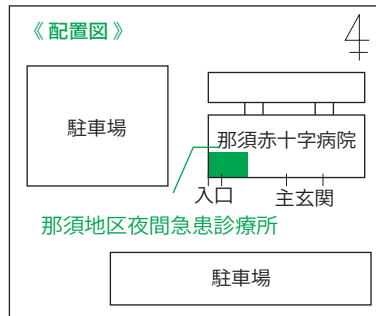 《配置図》
駐車場
那須赤十字病院
入口
主玄関
那須地区夜間急患診療所
駐車場